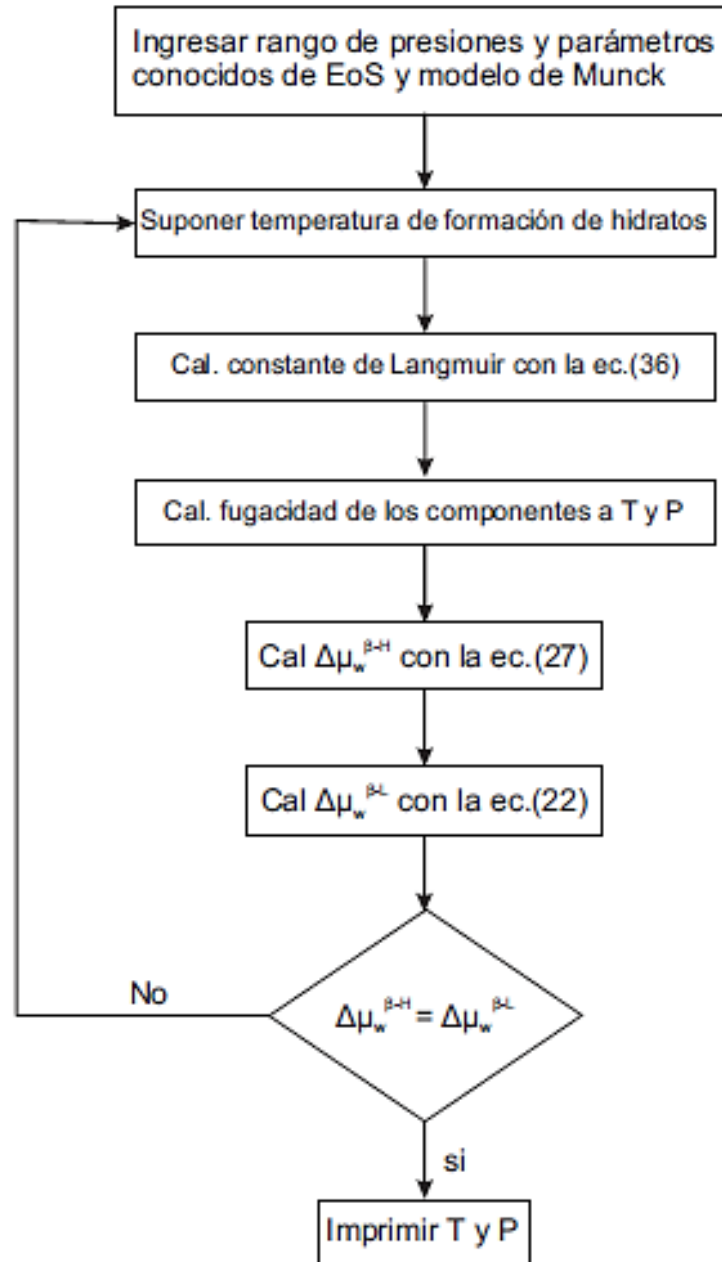 Ingresar rango de presiones y parámetros
conocidos de EoS y modelo de Munck
Suponer temperatura de formación de hidratos
Cal. constante de Langmuir con la ec.(36)
Cal. fugacidad de los componentes a T y P
Cal Δμw^β-H con la ec.(27)
Cal Δμw^β-L con la ec.(22)
No
Δμw^β-H = Δμw^β-L
si
Imprimir T y P